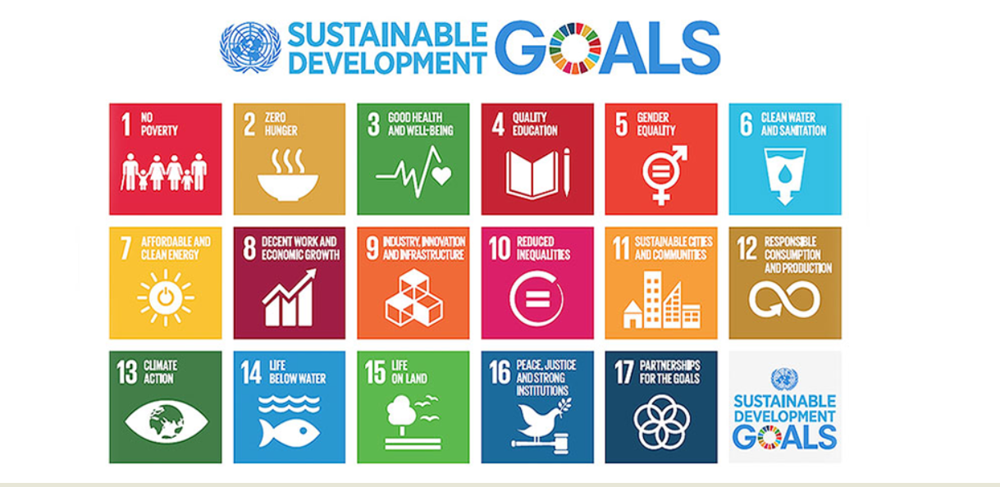 SUSTAINABLE
DEVELOPMENT
GOALS
1 NO
POVERTY
2 ZERO
HUNGER
3 GOOD HEALTH
AND WELL-BEING
4 QUALITY
EDUCATION
5 GENDER
EQUALITY
6 CLEAN WATER
AND SANITATION
7 AFFORDABLE AND
CLEAN ENERGY
8 DECENT WORK AND
ECONOMIC GROWTH
9 INDUSTRY, INNOVATION
AND INFRASTRUCTURE
10 REDUCED
INEQUALITIES
11 SUSTAINABLE CITIES
AND COMMUNITIES
12 RESPONSIBLE
CONSUMPTION
AND PRODUCTION
13 CLIMATE
ACTION
14 LIFE
BELOW WATER
15 LIFE
ON LAND
16 PEACE, JUSTICE
AND STRONG
INSTITUTIONS
17 PARTNERSHIPS
FOR THE GOALS
SUSTAINABLE
DEVELOPMENT
GOALS